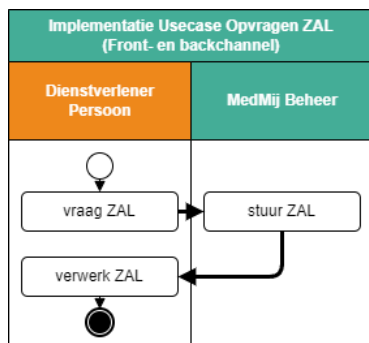 Implementatie Usecase Opvragen ZAL
(Front- en backchannel)
Dienstverlener
Persoon
MedMij Beheer
vraag ZAL
stuur ZAL
verwerk ZAL